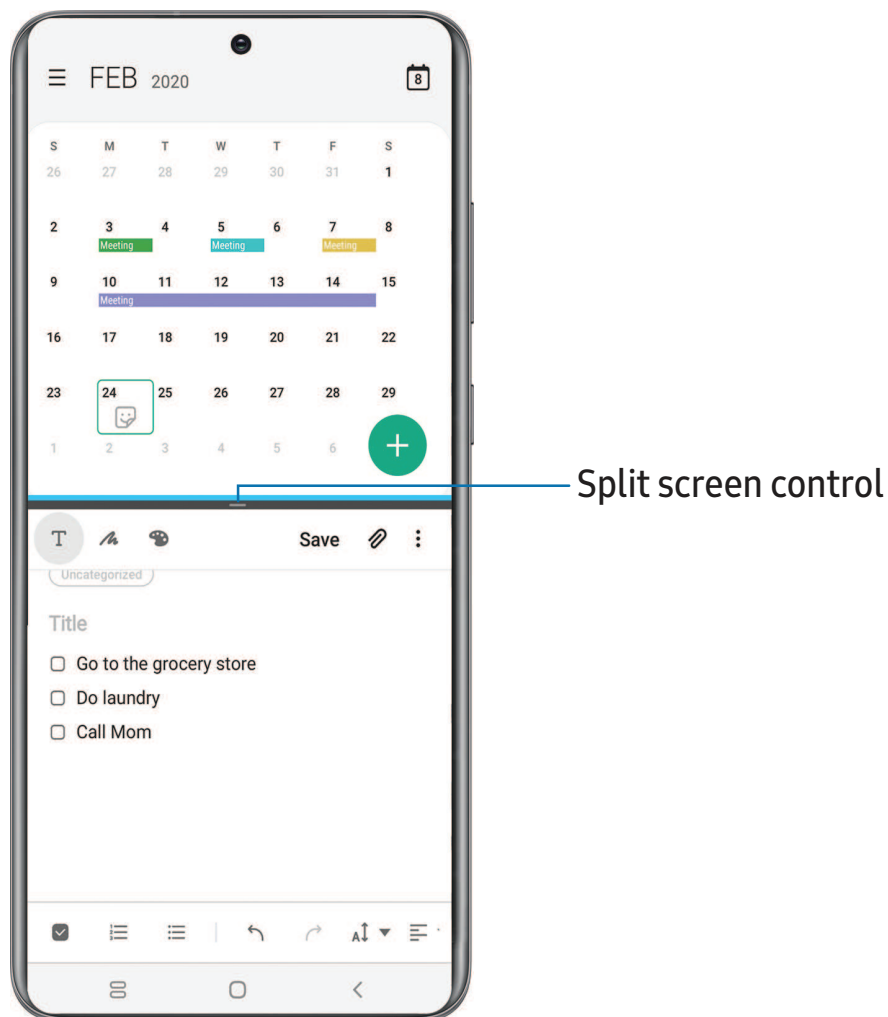 FEB 2020
8
S M T W T F S
26 27 28 29 30 31 1
2 3 4 5 6 7 8
Meeting Meeting Meeting
9 10 11 12 13 14 15
Meeting
16 17 18 19 20 21 22
23 24 25 26 27 28 29
1 2 3 4 5 6
Split screen control
T Save
Uncategorized
Title
Go to the grocery store
Do laundry
Call Mom
A